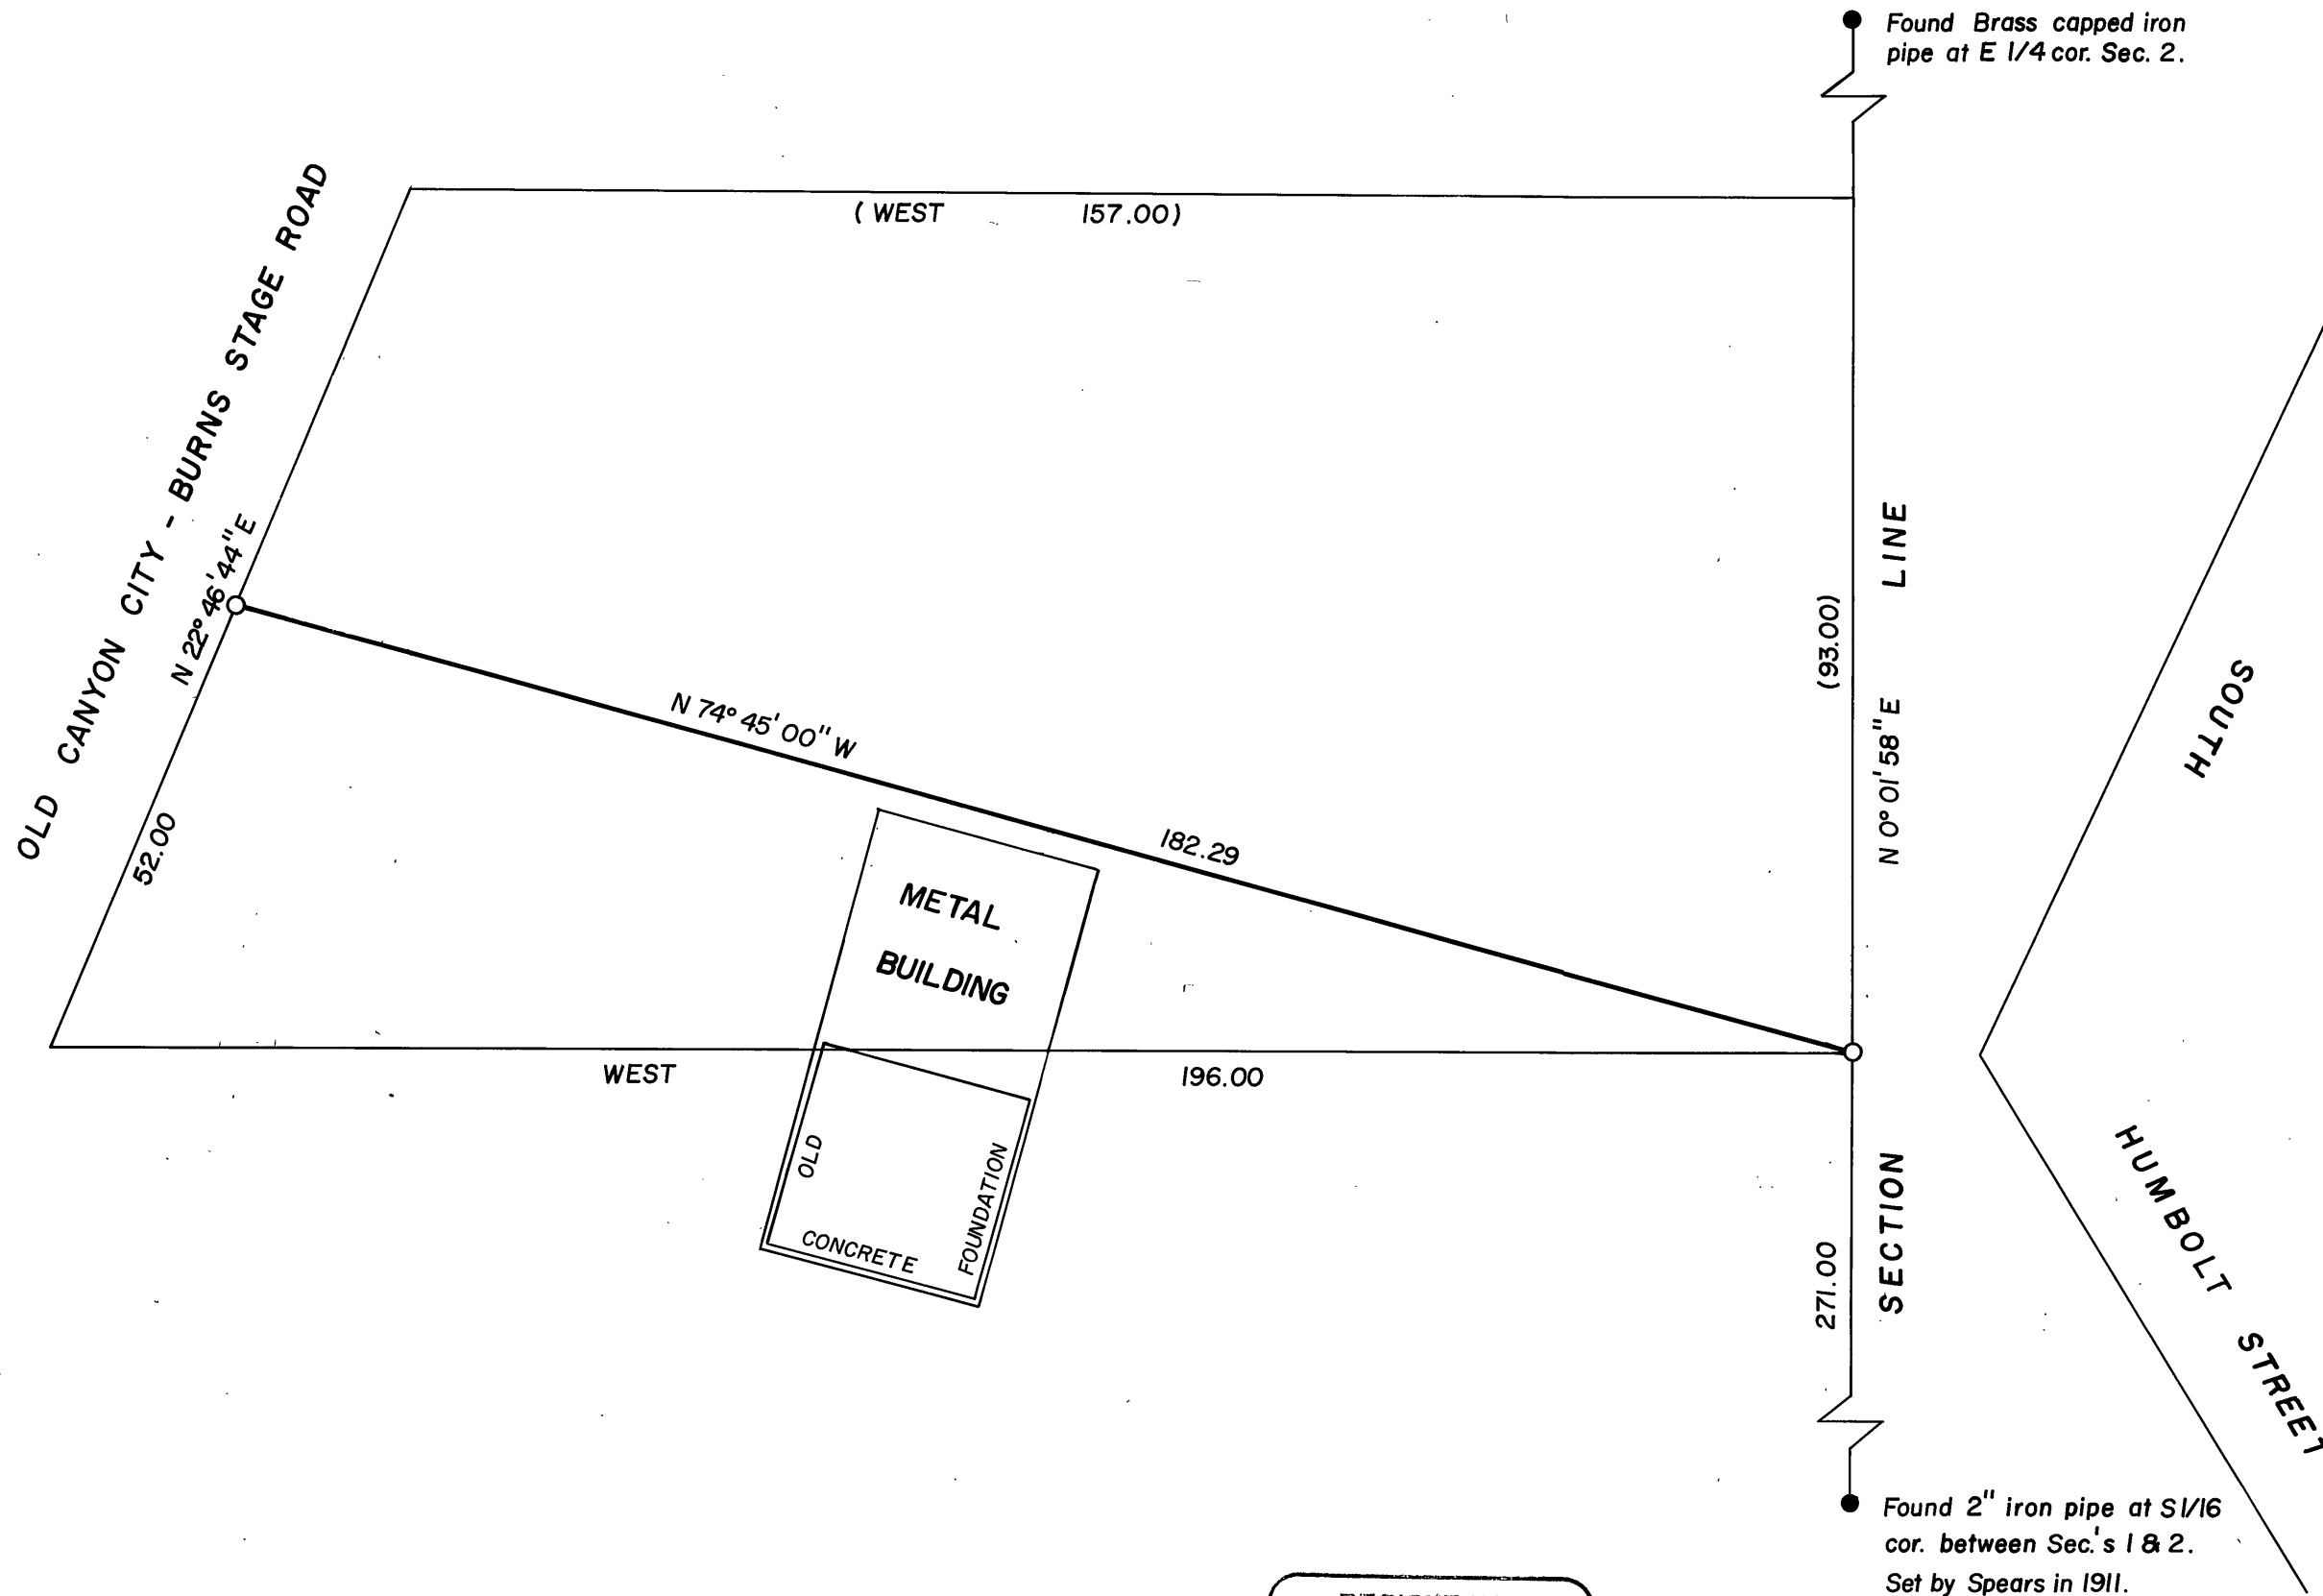 Found Brass capped iron
pipe at E 1/4 cor. Sec. 2.
(WEST 157.00)
OLD CANYON CITY - BURNS STAGE ROAD
N 22° 46' 44" E
52.00
N 74° 45' 00" W
182.29
(93.00)
LINE
N 0° 01' 58" E
SOUTH
METAL
BUILDING
WEST 196.00
OLD
CONCRETE
FOUNDATION
271.00
SECTION
HUMBOLT STREET
Found 2" iron pipe at S 1/16
cor. between Sec.'s 1 & 2.
Set by Spears in 1911.